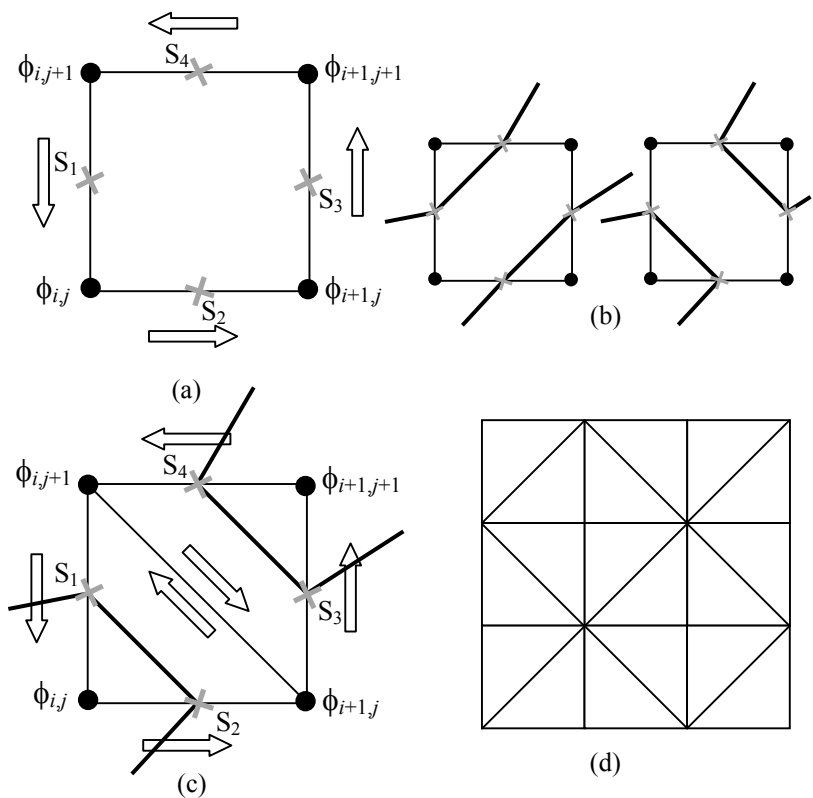 S₄
ϕi,j+1
ϕi+1,j+1
S₁
S₃
ϕi,j
S₂
ϕi+1,j
(a)
(b)
S₄
ϕi,j+1
ϕi+1,j+1
S₁
S₃
ϕi,j
S₂
ϕi+1,j
(c)
(d)